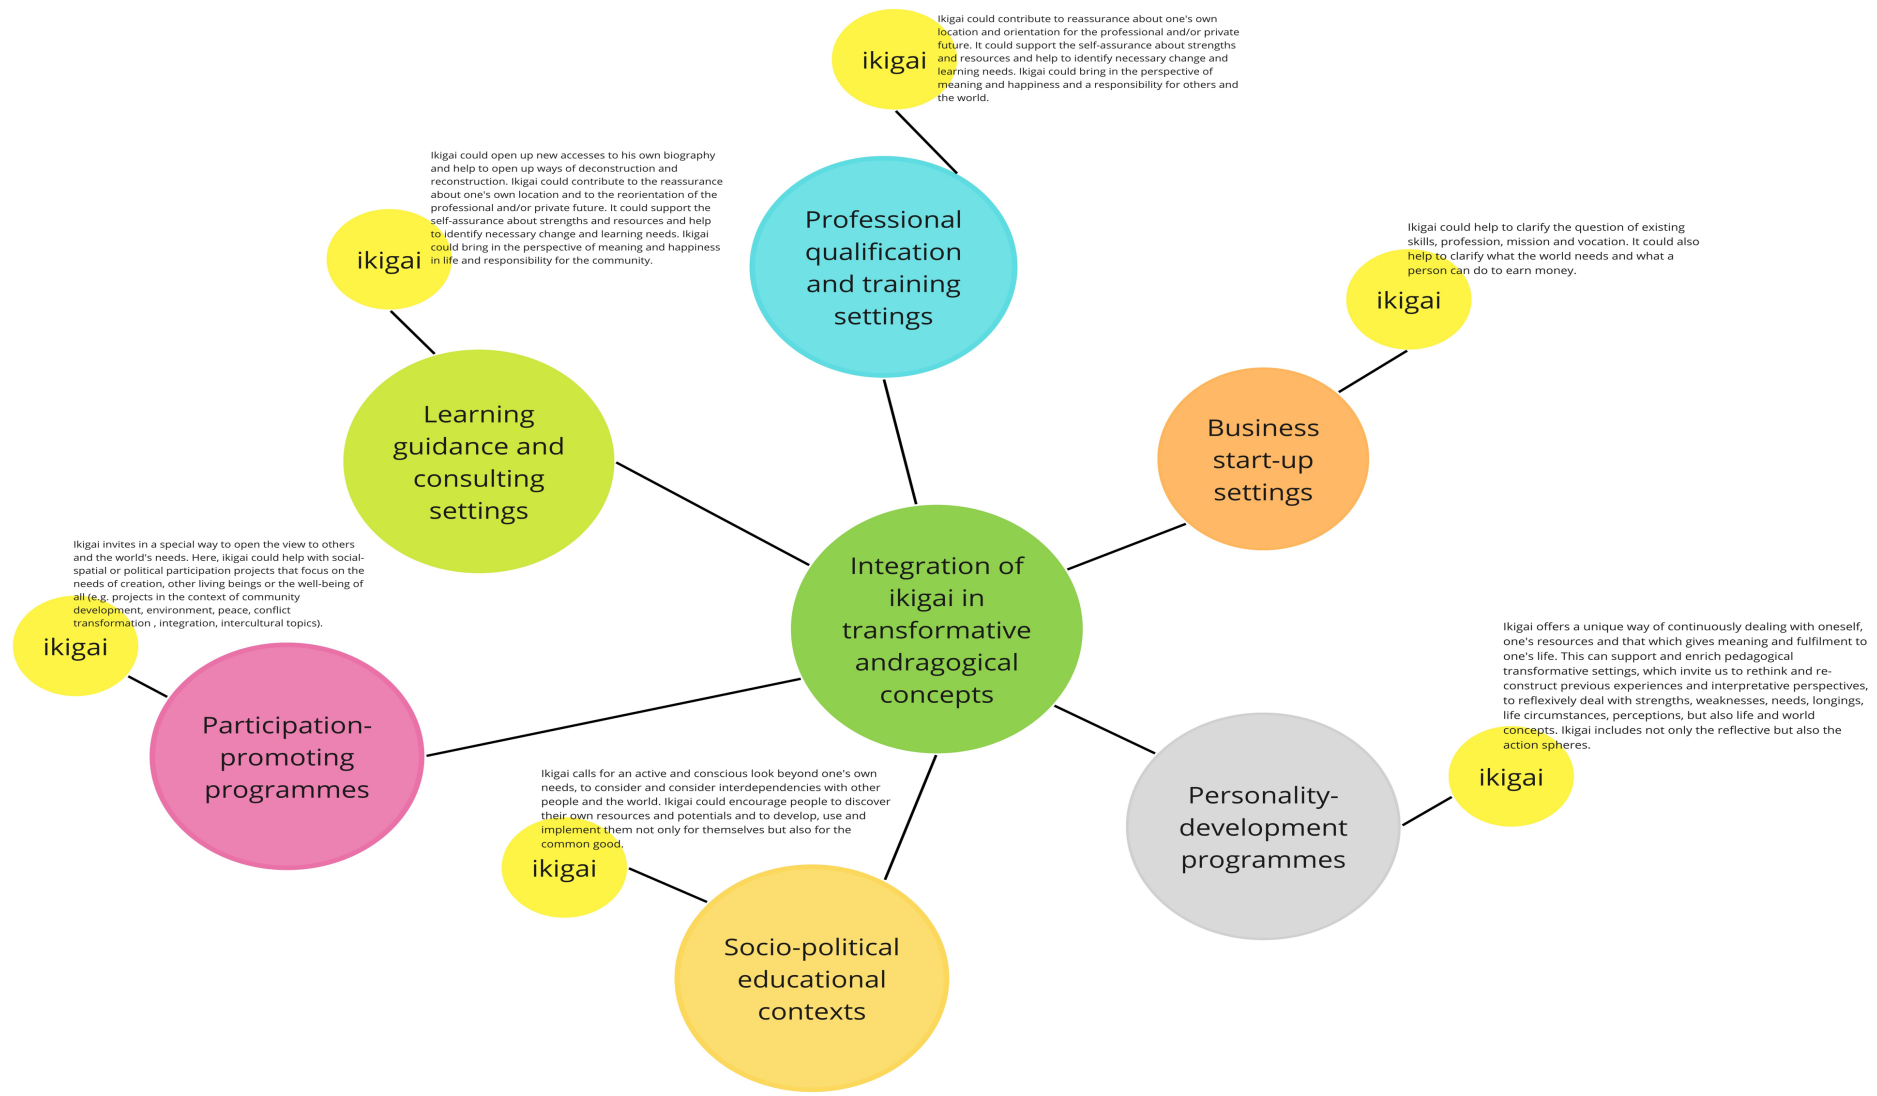 ikigai
Ikigai could contribute to reassurance about one's own
location and orientation for the professional and/or private
future. It could support the self-assurance about strengths
and resources and help to identify necessary change and
learning needs. Ikigai could bring in the perspective of
meaning and happiness and a responsibility for others and
the world.
Professional
qualification
and training
settings
Ikigai could open up new accesses to his own biography
and help to open up ways of deconstruction and
reconstruction. Ikigai could contribute to the reassurance
about one's own location and to the reorientation of the
professional and/or private future. It could support the
self-assurance about strengths and resources and help
to identify necessary change and learning needs. Ikigai
could bring in the perspective of meaning and happiness
in life and responsibility for the community.
ikigai
Learning
guidance and
consulting
settings
Ikigai could help to clarify the question of existing
skills, profession, mission and vocation. It could also
help to clarify what the world needs and what a
person can do to earn money.
ikigai
Business
start-up
settings
Integration of
ikigai in
transformative
andragogical
concepts
Ikigai invites in a special way to open the view to others
and the world's needs. Here, ikigai could help with social-
spatial or political participation projects that focus on the
needs of creation, other living beings or the well-being of
all (e.g. projects in the context of community
development, environment, peace, conflict
transformation , integration, intercultural topics).
ikigai
Participation-
promoting
programmes
Ikigai offers a unique way of continuously dealing with oneself,
one's resources and that which gives meaning and fulfilment to
one's life. This can support and enrich pedagogical
transformative settings, which invite us to rethink and re-
construct previous experiences and interpretative perspectives,
to reflexively deal with strengths, weaknesses, needs, longings,
life circumstances, perceptions, but also life and world
concepts. Ikigai includes not only the reflective but also the
action spheres.
ikigai
Personality-
development
programmes
Ikigai calls for an active and conscious look beyond one's own
needs, to consider and consider interdependencies with other
people and the world. Ikigai could encourage people to discover
their own resources and potentials and to develop, use and
implement them not only for themselves but also for the
common good.
ikigai
Socio-political
educational
contexts